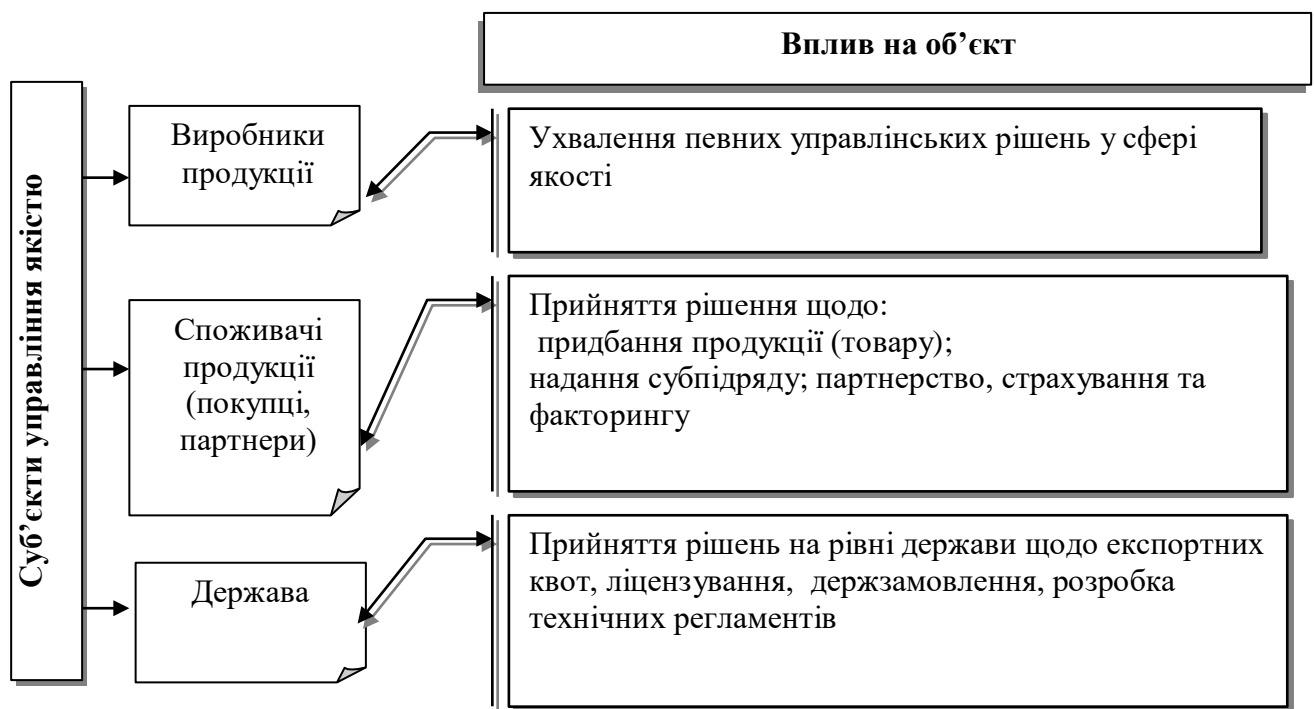 Вплив на об’єкт
Суб’єкти управління якістю
Виробники
продукції
Ухвалення певних управлінських рішень у сфері
якості
Споживачі
продукції
(покупці,
партнери)
Прийняття рішення щодо:
придбання продукції (товару);
надання субпідряду; партнерство, страхування та
факторингу
Держава
Прийняття рішень на рівні держави щодо експортних
квот, ліцензування, держзамовлення, розробка
технічних регламентів